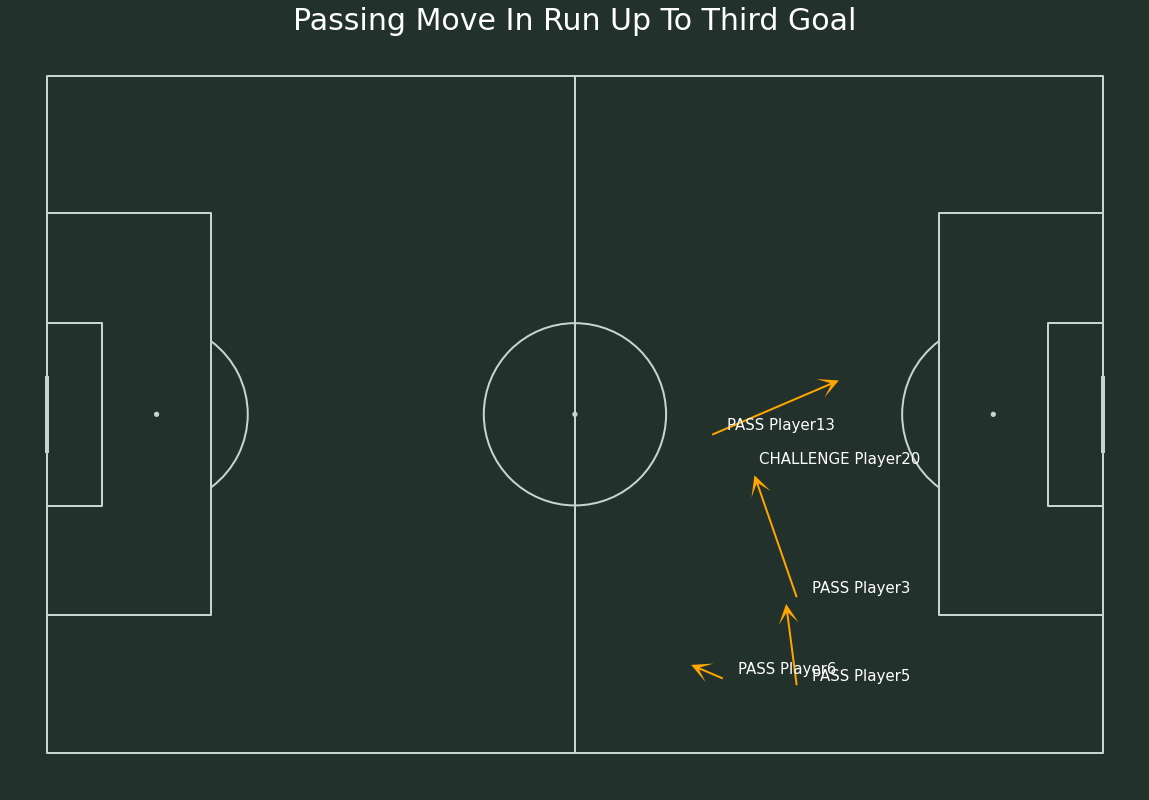 Passing Move In Run Up To Third Goal
PASS Player13
CHALLENGE Player20
PASS Player3
PASS Player6
PASS Player5